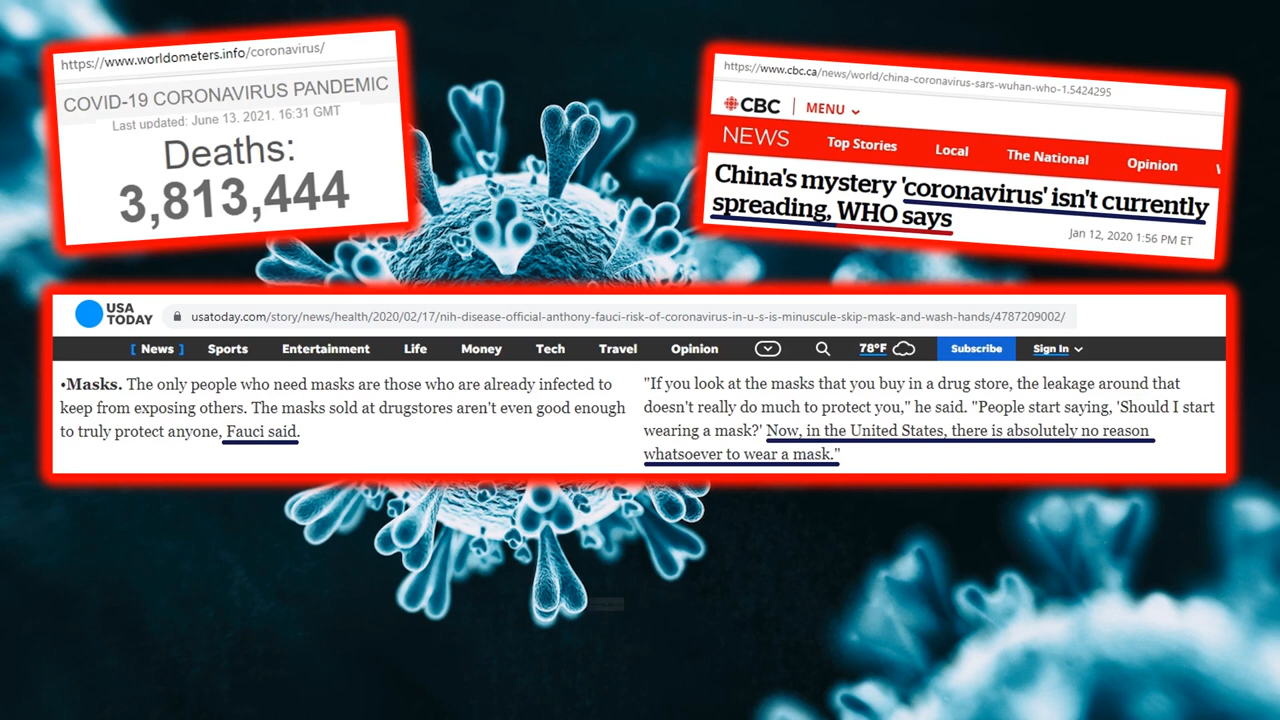 https://www.worldometers.info/coronavirus/
COVID-19 CORONAVIRUS PANDEMIC
Last updated: June 13, 2021, 16:31 GMT
Deaths:
3,813,444
https://www.cbc.ca/news/world/china-coronavirus-sars-wuhan-who-1.5424295
CBC MENU
NEWS Top Stories Local The National Opinion
China's mystery 'coronavirus' isn't currently
spreading, WHO says
Jan 12, 2020 1:56 PM ET
USA
TODAY
usatoday.com/story/news/health/2020/02/17/nih-disease-official-anthony-fauci-risk-of-coronavirus-in-u-s-is-minuscule-skip-mask-and-wash-hands/4787209002/
[ News ] Sports Entertainment Life Money Tech Travel Opinion 78°F Subscribe Sign In
•Masks. The only people who need masks are those who are already infected to
keep from exposing others. The masks sold at drugstores aren't even good enough
to truly protect anyone, Fauci said.
"If you look at the masks that you buy in a drug store, the leakage around that
doesn't really do much to protect you," he said. "People start saying, 'Should I start
wearing a mask?' Now, in the United States, there is absolutely no reason
whatsoever to wear a mask."